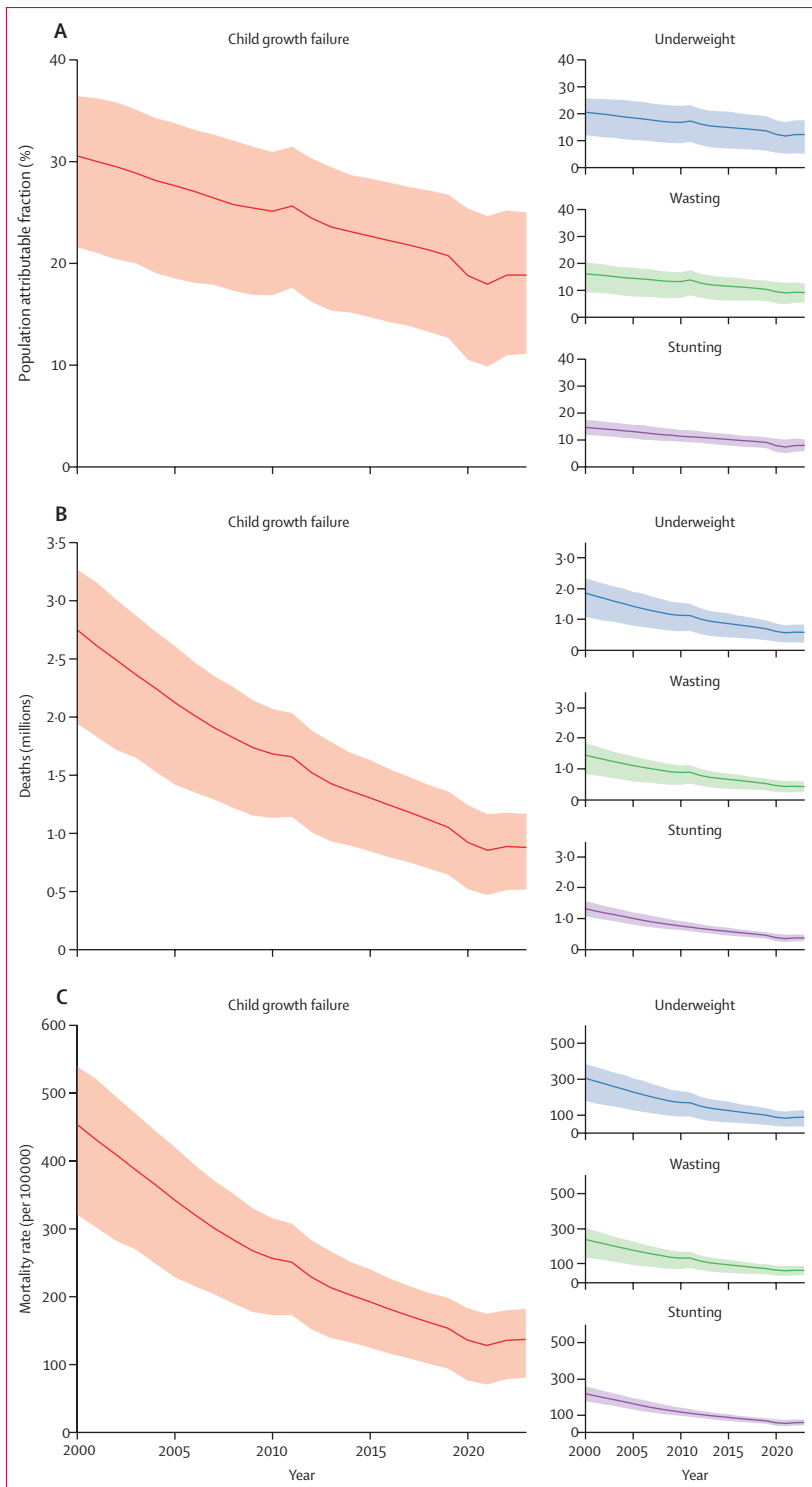 A
Child growth failure
Underweight
Population attributable fraction (%)
40
30
20
10
0
40
30
20
10
0
Wasting
40
30
20
10
0
Stunting
40
30
20
10
0
B
Child growth failure
Underweight
Deaths (millions)
3·5
3·0
2·5
2·0
1·5
1·0
0·5
0
3·0
2·0
1·0
0
Wasting
3·0
2·0
1·0
0
Stunting
3·0
2·0
1·0
0
C
Child growth failure
Underweight
Mortality rate (per 100 000)
600
500
400
300
200
100
0
500
300
100
0
Wasting
500
300
100
0
Stunting
500
300
100
0
2000 2005 2010 2015 2020
Year
2000 2005 2010 2015 2020
Year